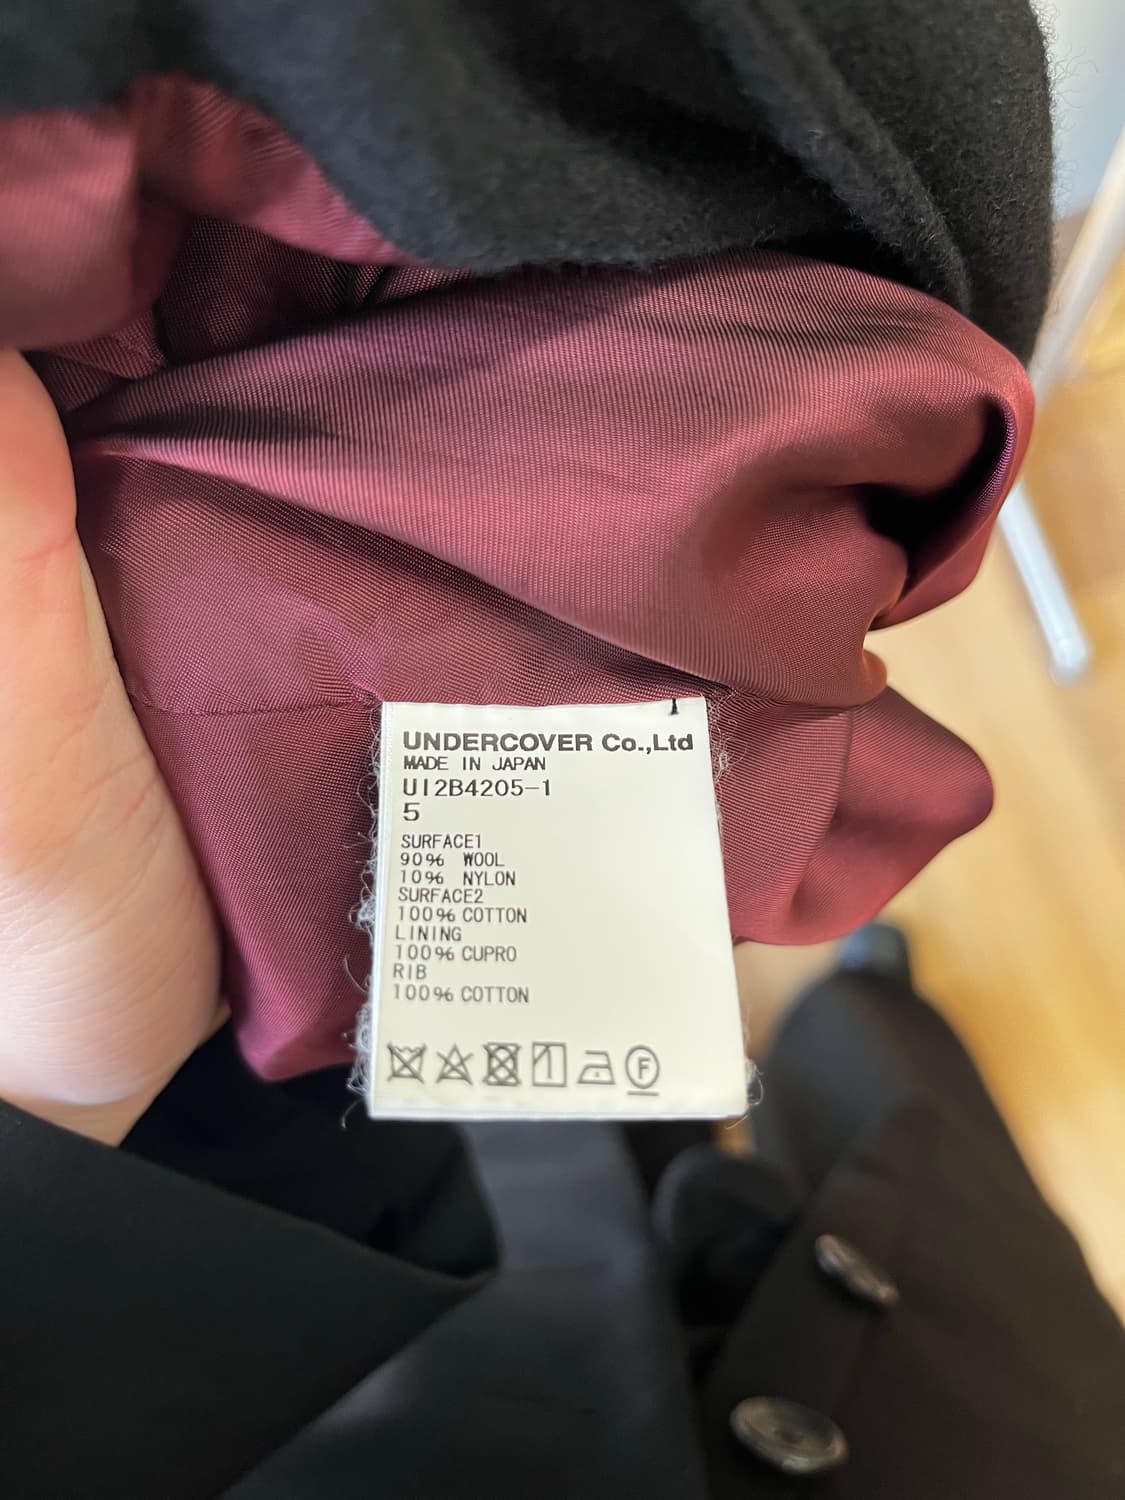 UNDERCOVER Co.,Ltd
MADE IN JAPAN
UI2B4205-1
5
SURFACE1
90% WOOL
10% NYLON
SURFACE2
100% COTTON
LINING
100% CUPRO
RIB
100% COTTON
F